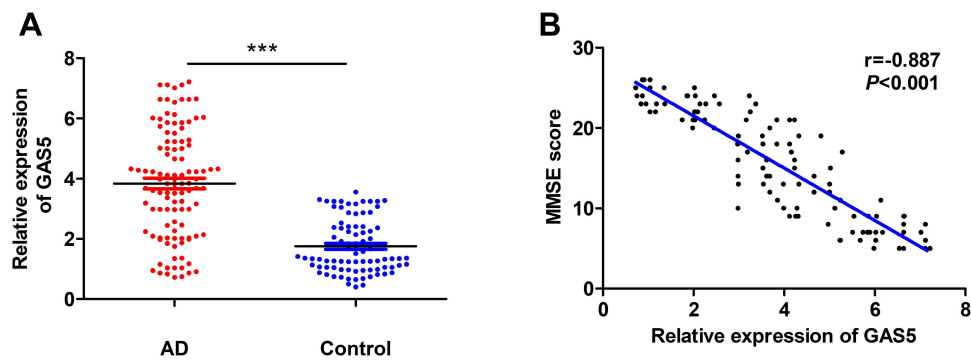 A
***
Relative expression
of GAS5
8
6
4
2
0
AD
Control
B
r=-0.887
P<0.001
MMSE score
30
20
10
0
0
2
4
6
8
Relative expression of GAS5